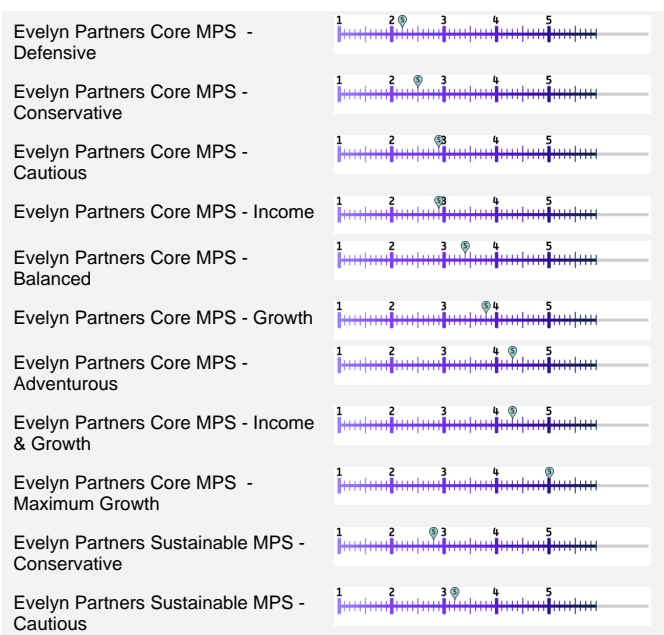 Evelyn Partners Core MPS -
Defensive
1 2 S 3 4 5
Evelyn Partners Core MPS -
Conservative
1 2 S 3 4 5
Evelyn Partners Core MPS -
Cautious
1 2 S 3 4 5
Evelyn Partners Core MPS - Income
1 2 S 3 4 5
Evelyn Partners Core MPS -
Balanced
1 2 3 S 4 5
Evelyn Partners Core MPS - Growth
1 2 3 S 4 5
Evelyn Partners Core MPS -
Adventurous
1 2 3 4 S 5
Evelyn Partners Core MPS - Income
& Growth
1 2 3 4 S 5
Evelyn Partners Core MPS -
Maximum Growth
1 2 3 4 S
Evelyn Partners Sustainable MPS -
Conservative
1 2 S 3 4 5
Evelyn Partners Sustainable MPS -
Cautious
1 2 3 S 4 5